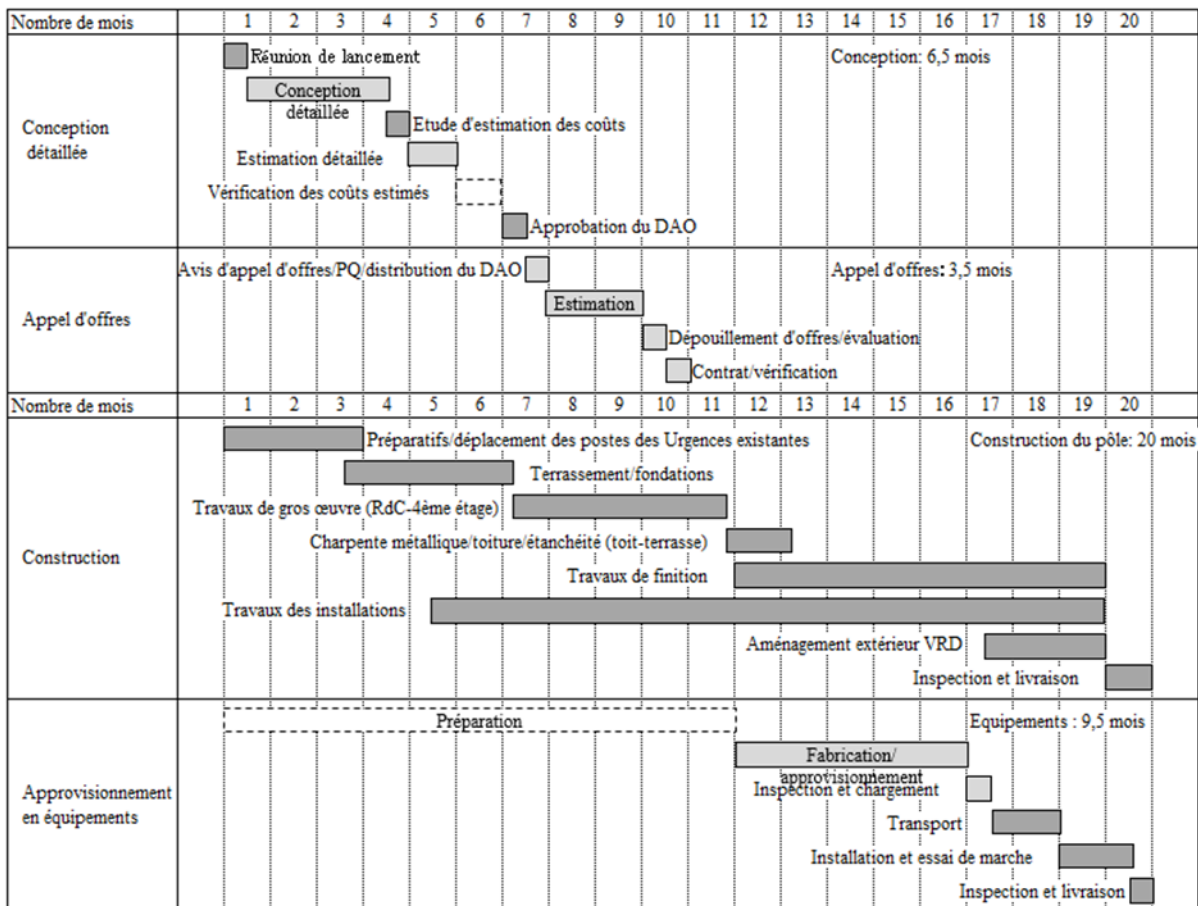 Nombre de mois 1 2 3 4 5 6 7 8 9 10 11 12 13 14 15 16 17 18 19 20
Réunion de lancement Conception: 6,5 mois
Conception
détaillée
Conception
détaillée
Etude d'estimation des coûts
Estimation détaillée
Vérification des coûts estimés
Approbation du DAO
Avis d'appel d'offres/PQ/distribution du DAO Appel d'offres: 3,5 mois
Appel d'offres
Estimation
Dépouillement d'offres/évaluation
Contrat/vérification
Nombre de mois 1 2 3 4 5 6 7 8 9 10 11 12 13 14 15 16 17 18 19 20
Préparatifs/déplacement des postes des Urgences existantes Construction du pôle: 20 mois
Terrassement/fondations
Travaux de gros œuvre (RdC-4ème étage)
Charpente métallique/toiture/étanchéité (toit-terrasse)
Construction
Travaux de finition
Travaux des installations
Aménagement extérieur VRD
Inspection et livraison
Préparation Equipements : 9,5 mois
Fabrication/
approvisionnement
Inspection et chargement
Approvisionnement
en équipements
Transport
Installation et essai de marche
Inspection et livraison